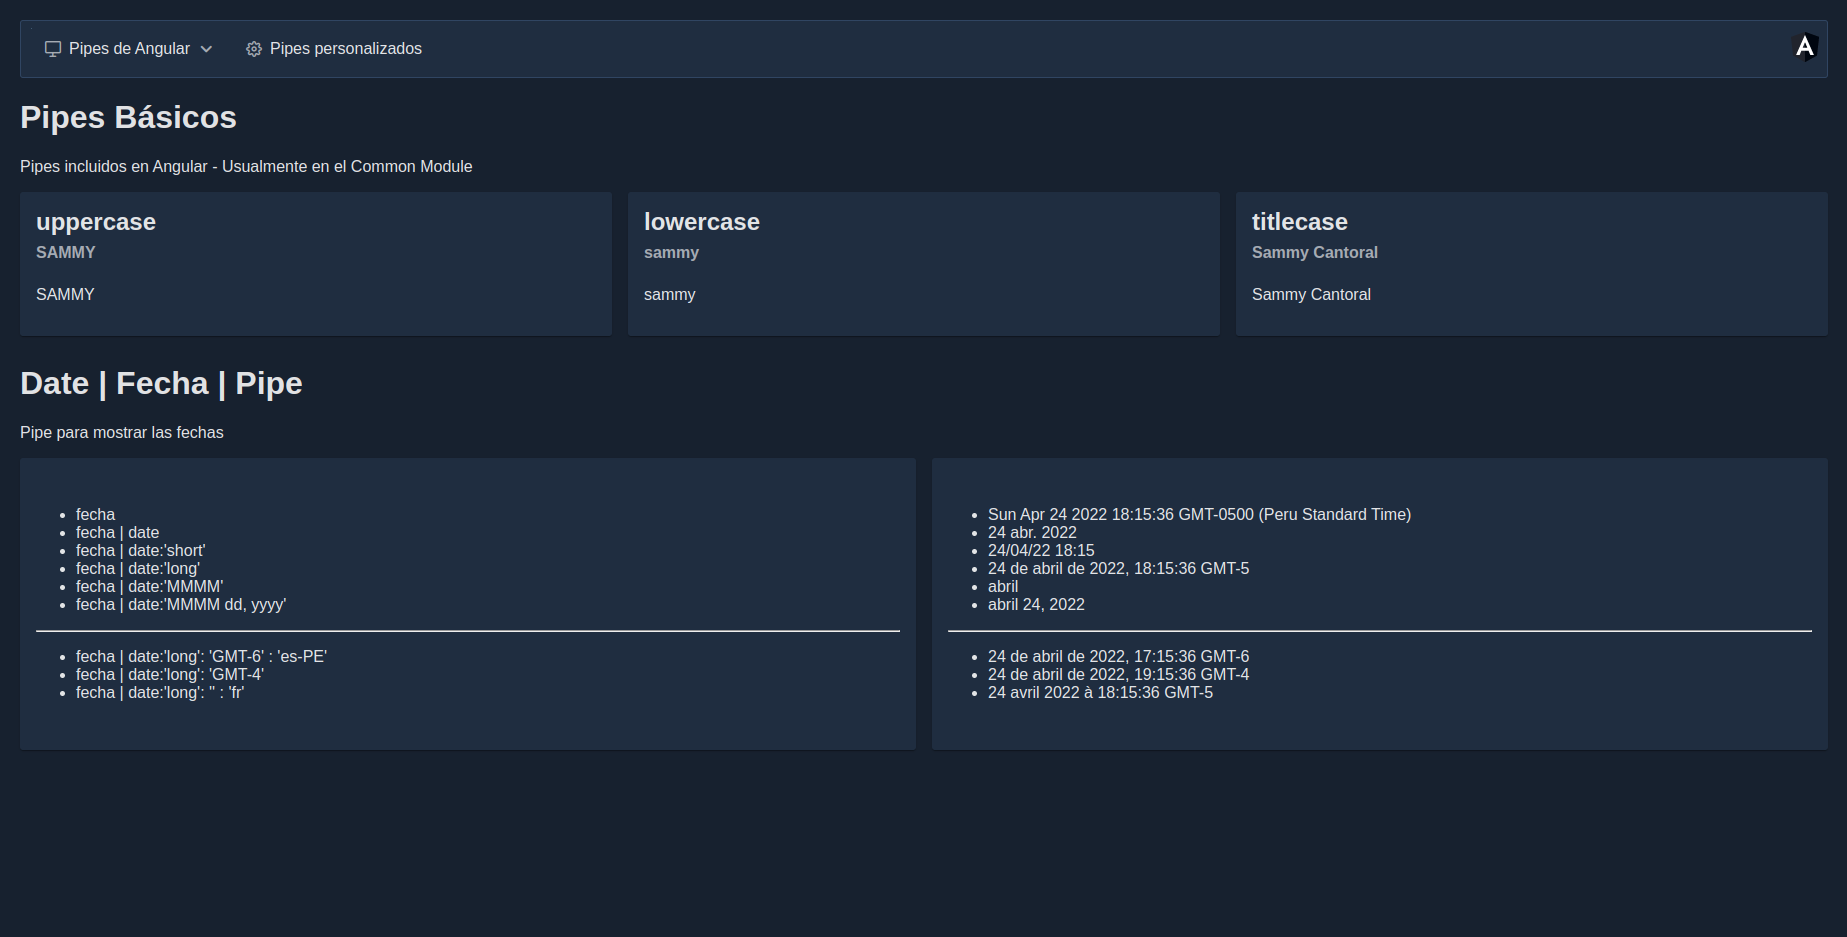 Pipes de Angular
Pipes personalizados
A
Pipes Básicos
Pipes incluidos en Angular - Usualmente en el Common Module
uppercase
SAMMY
SAMMY
lowercase
sammy
sammy
titlecase
Sammy Cantoral
Sammy Cantoral
Date | Fecha | Pipe
Pipe para mostrar las fechas
fecha
fecha | date
fecha | date:'short'
fecha | date:'long'
fecha | date:'MMMM'
fecha | date:'MMMM dd, yyyy'
fecha | date:'long': 'GMT-6' : 'es-PE'
fecha | date:'long': 'GMT-4'
fecha | date:'long': '' : 'fr'
Sun Apr 24 2022 18:15:36 GMT-0500 (Peru Standard Time)
24 abr. 2022
24/04/22 18:15
24 de abril de 2022, 18:15:36 GMT-5
abril
abril 24, 2022
24 de abril de 2022, 17:15:36 GMT-6
24 de abril de 2022, 19:15:36 GMT-4
24 avril 2022 à 18:15:36 GMT-5